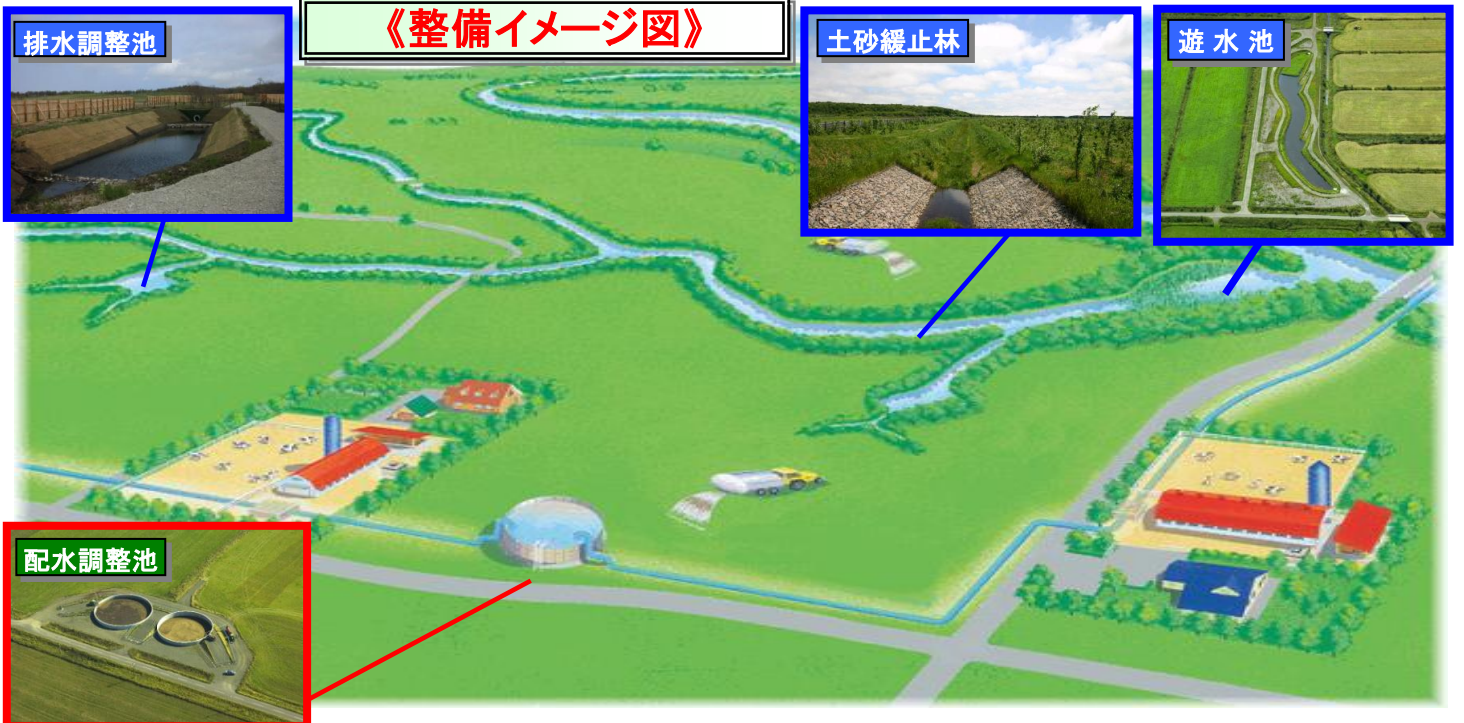 《整備イメージ図》
排水調整池
土砂緩止林
遊水池
配水調整池